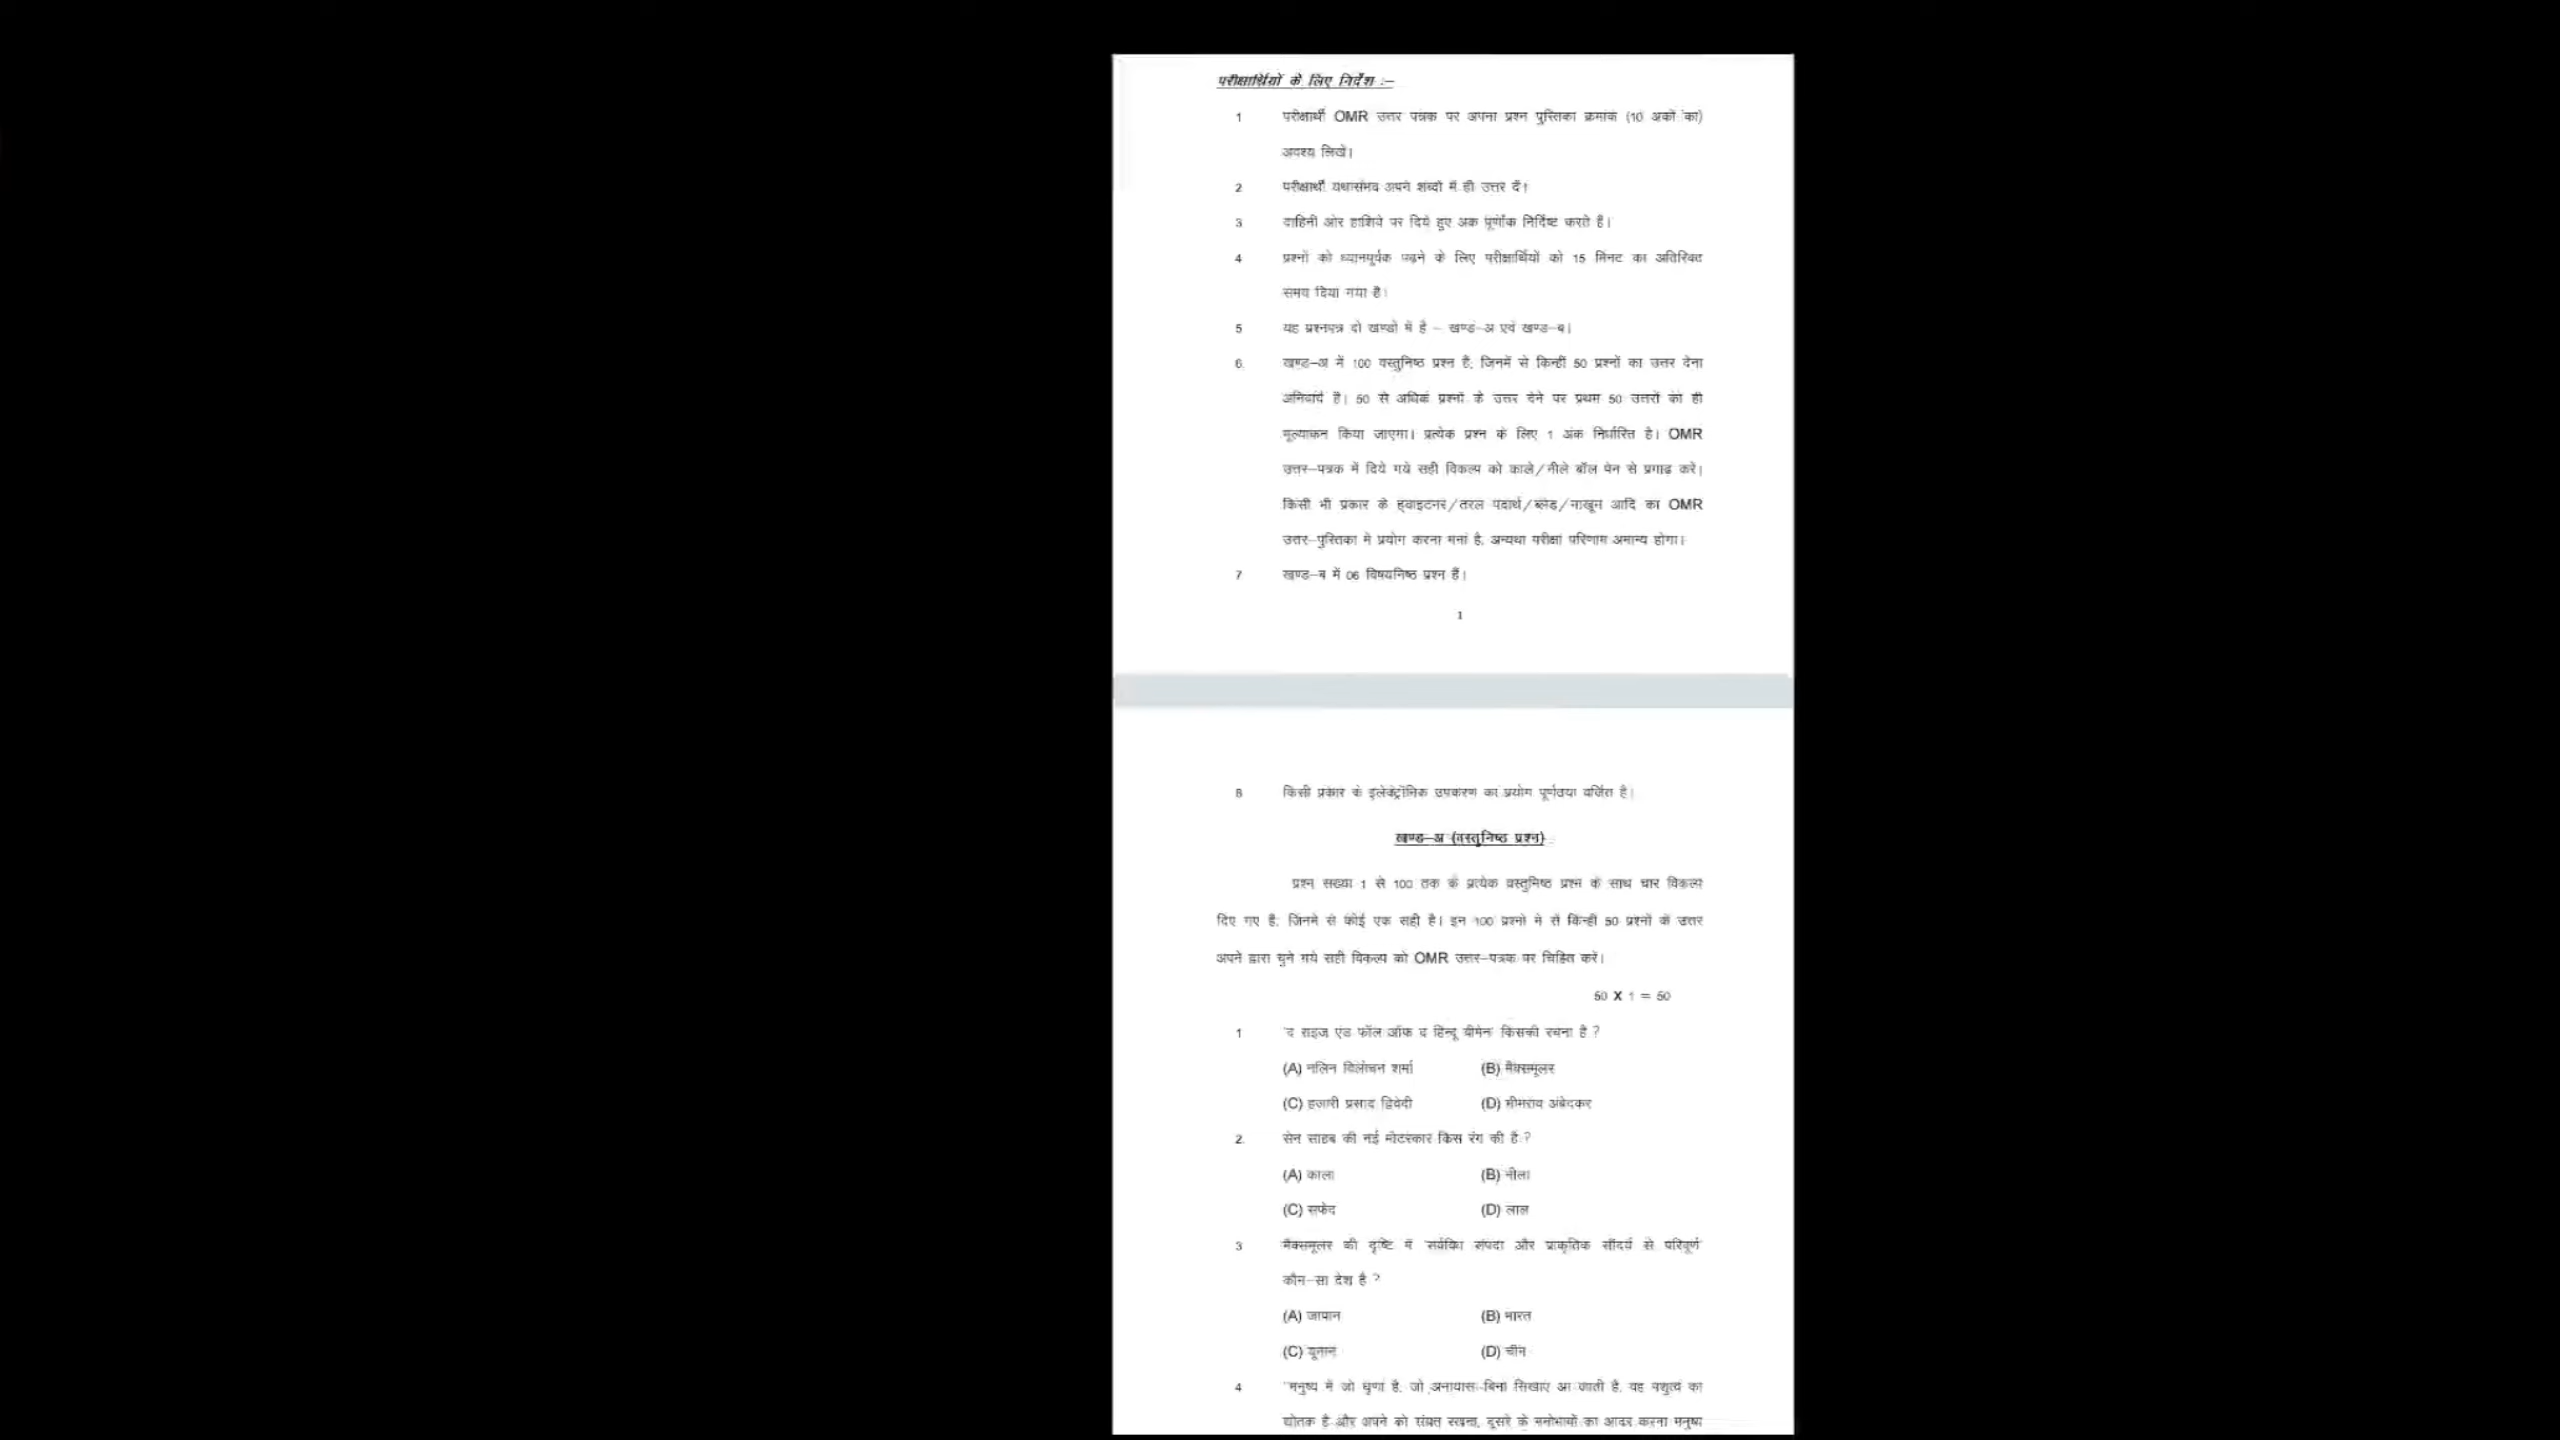 परीक्षार्थियों के लिए निर्देश :–
1 परीक्षार्थी OMR उत्तर पत्रक पर अपना प्रश्न पुस्तिका क्रमांक (10 अंकों का)
अवश्य लिखें।
2 परीक्षार्थी यथासंभव अपने शब्दों में ही उत्तर दें।
3 दाहिनी ओर हाशिये पर दिये हुए अंक पूर्णांक निर्दिष्ट करते हैं।
4 प्रश्नों को ध्यानपूर्वक पढ़ने के लिए परीक्षार्थियों को 15 मिनट का अतिरिक्त
समय दिया गया है।
5 यह प्रश्नपत्र दो खण्डों में है – खण्ड–अ एवं खण्ड–ब।
6. खण्ड–अ में 100 वस्तुनिष्ठ प्रश्न हैं, जिनमें से किन्हीं 50 प्रश्नों का उत्तर देना
अनिवार्य है। 50 से अधिक प्रश्नों के उत्तर देने पर प्रथम 50 उत्तरों का ही
मूल्यांकन किया जाएगा। प्रत्येक प्रश्न के लिए 1 अंक निर्धारित है। OMR
उत्तर–पत्रक में दिये गये सही विकल्प को काले/नीले बॉल पेन से प्रगाढ़ करें।
किसी भी प्रकार के ह्वाइटनर/तरल पदार्थ/ब्लेड/नाखून आदि का OMR
उत्तर–पुस्तिका में प्रयोग करना मना है, अन्यथा परीक्षा परिणाम अमान्य होगा।
7 खण्ड–ब में 06 विषयनिष्ठ प्रश्न हैं।
1
8 किसी प्रकार के इलेक्ट्रॉनिक उपकरण का प्रयोग पूर्णतया वर्जित है।
खण्ड–अ (वस्तुनिष्ठ प्रश्न)
प्रश्न संख्या 1 से 100 तक के प्रत्येक वस्तुनिष्ठ प्रश्न के साथ चार विकल्प
दिए गए हैं, जिनमें से कोई एक सही है। इन 100 प्रश्नों में से किन्हीं 50 प्रश्नों के उत्तर
अपने द्वारा चुने गये सही विकल्प को OMR उत्तर–पत्रक पर चिह्नित करें।
50 X 1 = 50
1 'द राइज एंड फॉल ऑफ द हिन्दू वीमेन' किसकी रचना है ?
(A) नलिन विलोचन शर्मा (B) मैक्समूलर
(C) हजारी प्रसाद द्विवेदी (D) भीमराव अंबेदकर
2. सेन साहब की नई मोटरकार किस रंग की है ?
(A) काला (B) नीला
(C) सफेद (D) लाल
3 मैक्समूलर की दृष्टि में सर्वविध संपदा और प्राकृतिक सौंदर्य से परिपूर्ण
कौन–सा देश है ?
(A) जापान (B) भारत
(C) यूनान (D) चीन
4 "मनुष्य में जो घृणा है, जो अनायास–बिना सिखाए आ जाती है, वह पशुत्व का
द्योतक है और अपने को संयत रखना, दूसरे के मनोभावों का आदर करना मनुष्य